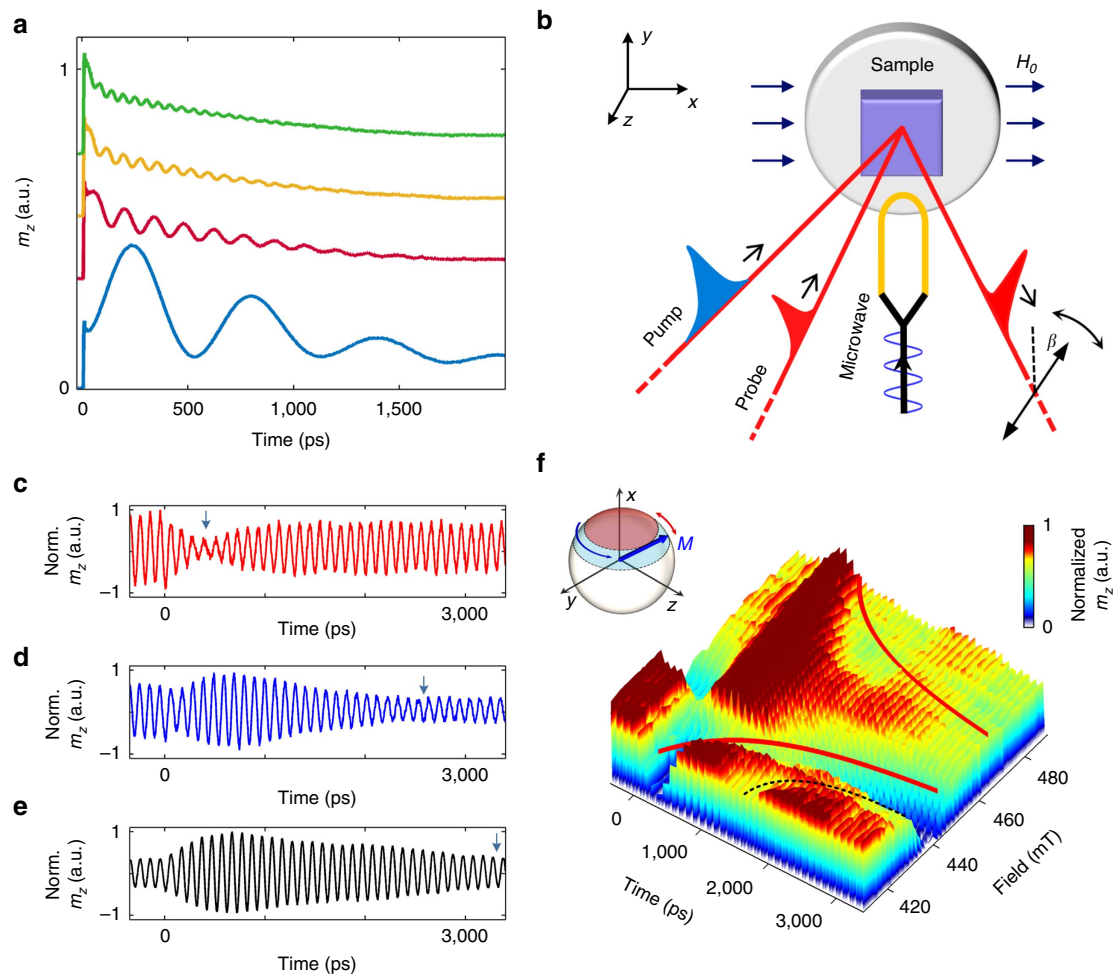 a
1
0
m_z (a.u.)
0
500
1,000
1,500
Time (ps)
b
y
x
z
Sample
H_0
Pump
Probe
Microwave
β
c
Norm.
m_z (a.u.)
1
–1
0
3,000
Time (ps)
d
Norm.
m_z (a.u.)
1
–1
0
3,000
Time (ps)
e
Norm.
m_z (a.u.)
1
–1
0
3,000
Time (ps)
f
x
M
y
z
1
0
Normalized
m_z (a.u.)
0
1,000
2,000
3,000
Time (ps)
420
440
460
480
Field (mT)